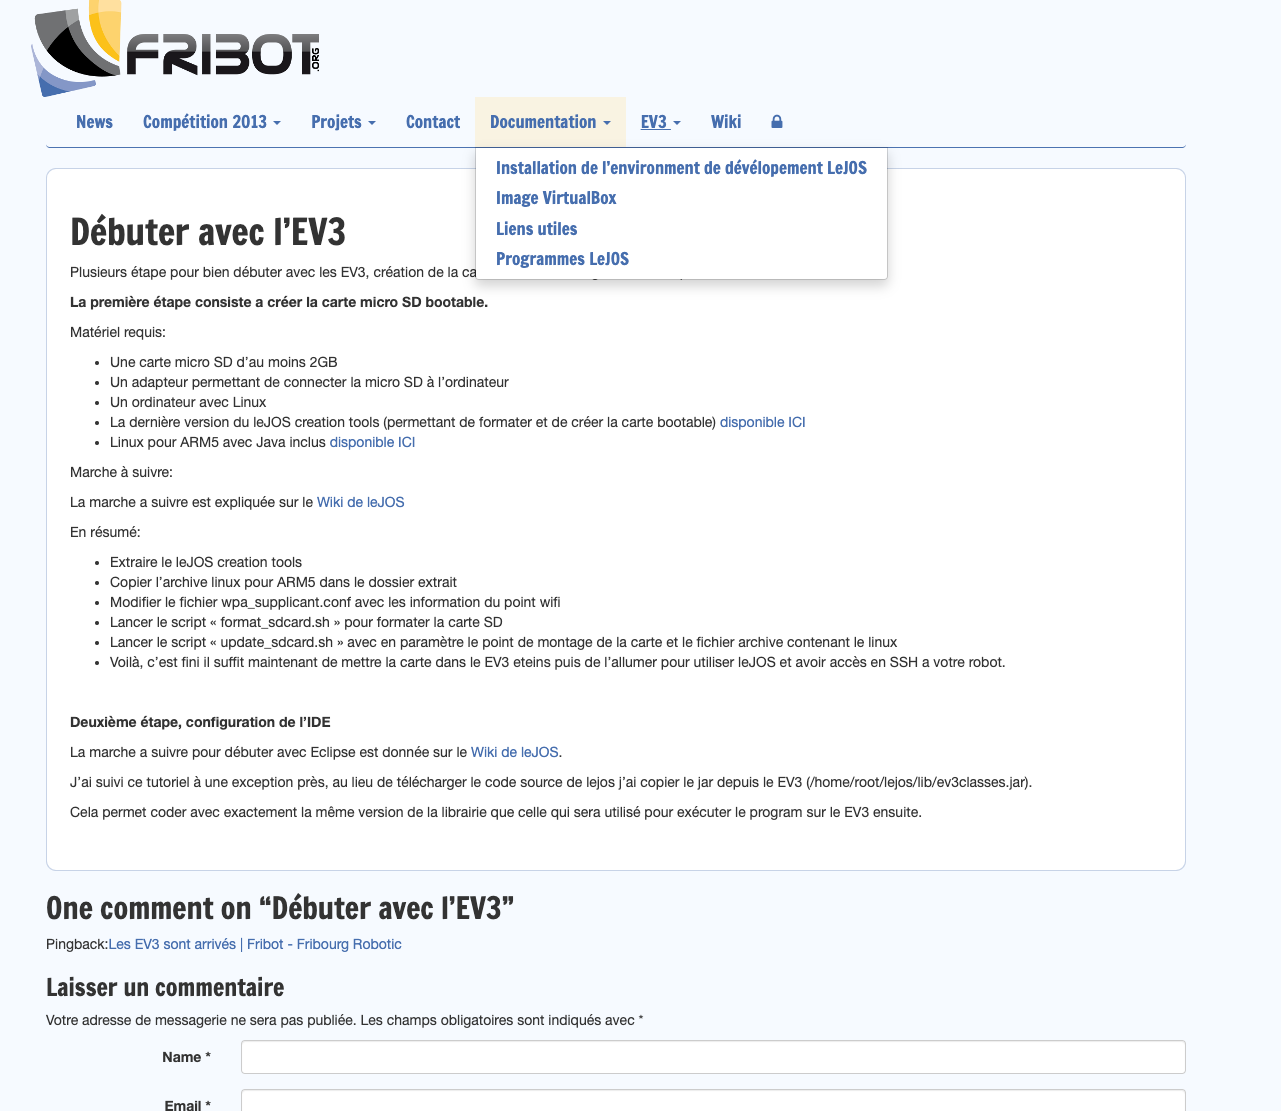 FRIBOT.ORG
News Compétition 2013 Projets Contact Documentation EV3 Wiki
Installation de l'environment de dévélopement LeJOS
Image VirtualBox
Liens utiles
Programmes LeJOS
Débuter avec l'EV3
Plusieurs étape pour bien débuter avec les EV3, création de la ca
La première étape consiste a créer la carte micro SD bootable.
Matériel requis:
• Une carte micro SD d'au moins 2GB
• Un adapteur permettant de connecter la micro SD à l'ordinateur
• Un ordinateur avec Linux
• La dernière version du leJOS creation tools (permettant de formater et de créer la carte bootable) disponible ICI
• Linux pour ARM5 avec Java inclus disponible ICI
Marche à suivre:
La marche a suivre est expliquée sur le Wiki de leJOS
En résumé:
• Extraire le leJOS creation tools
• Copier l'archive linux pour ARM5 dans le dossier extrait
• Modifier le fichier wpa_supplicant.conf avec les information du point wifi
• Lancer le script « format_sdcard.sh » pour formater la carte SD
• Lancer le script « update_sdcard.sh » avec en paramètre le point de montage de la carte et le fichier archive contenant le linux
• Voilà, c'est fini il suffit maintenant de mettre la carte dans le EV3 eteins puis de l'allumer pour utiliser leJOS et avoir accès en SSH a votre robot.
Deuxième étape, configuration de l'IDE
La marche a suivre pour débuter avec Eclipse est donnée sur le Wiki de leJOS.
J'ai suivi ce tutoriel à une exception près, au lieu de télécharger le code source de lejos j'ai copier le jar depuis le EV3 (/home/root/lejos/lib/ev3classes.jar).
Cela permet coder avec exactement la même version de la librairie que celle qui sera utilisé pour exécuter le program sur le EV3 ensuite.
One comment on “Débuter avec l'EV3”
Pingback:Les EV3 sont arrivés | Fribot - Fribourg Robotic
Laisser un commentaire
Votre adresse de messagerie ne sera pas publiée. Les champs obligatoires sont indiqués avec *
Name *
Email *